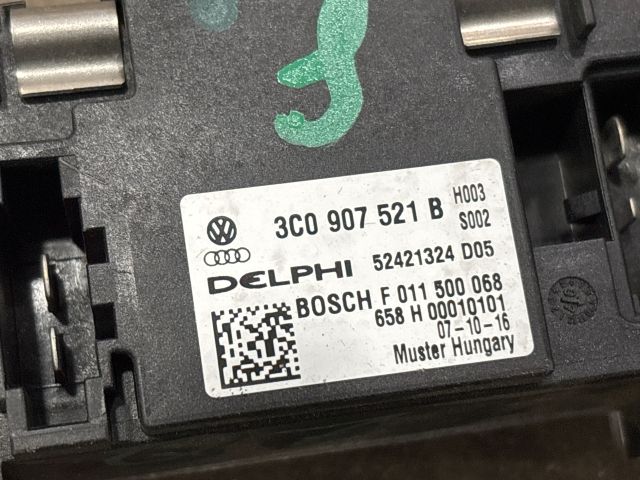 3C0 907 521 B H003
S002
DELPHI 52421324 D05
BOSCH F 011 500 068
658 H 00010101
07-10-16
Muster Hungary